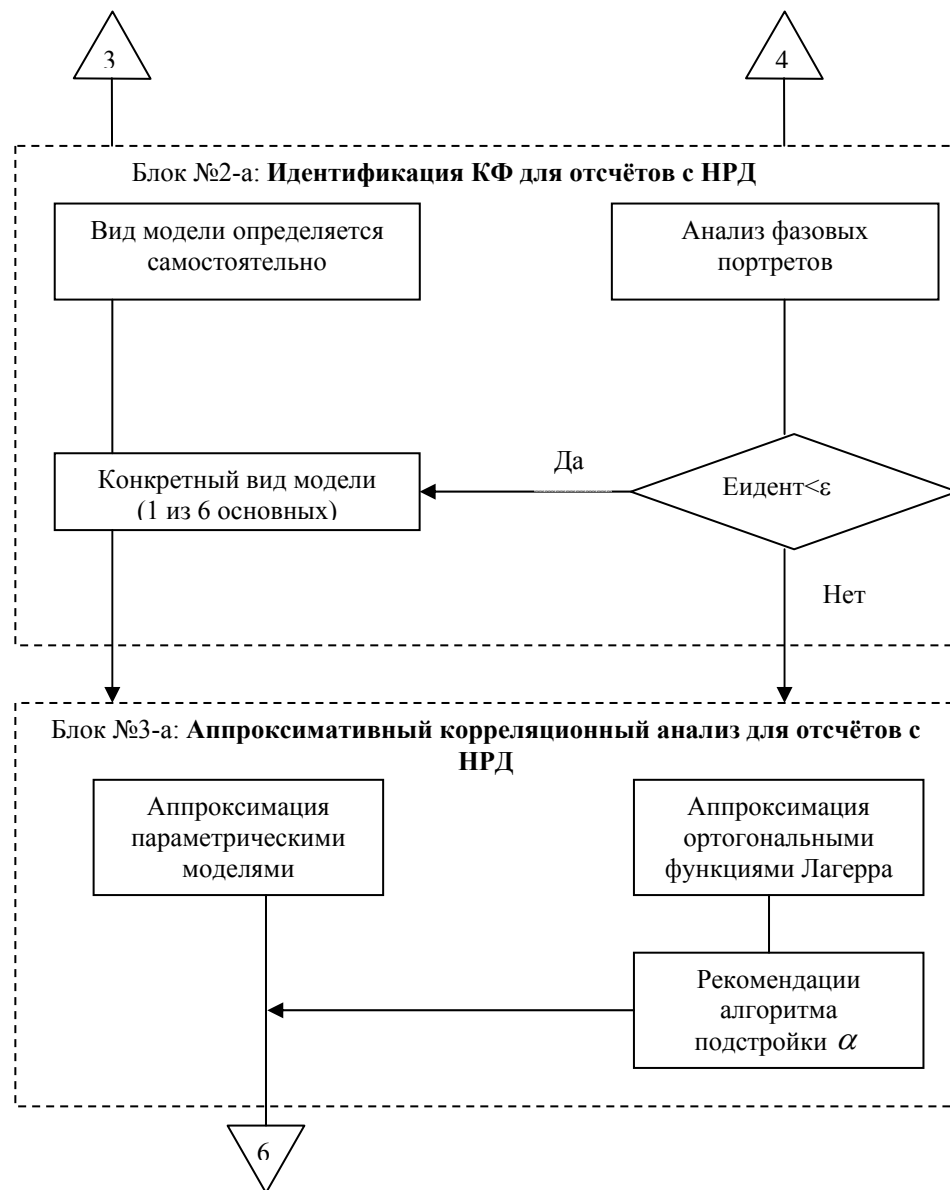 3
4
Блок №2-а: Идентификация КФ для отсчётов с НРД
Вид модели определяется
самостоятельно
Анализ фазовых
портретов
Конкретный вид модели
(1 из 6 основных)
Да
Еидент<ε
Нет
Блок №3-а: Аппроксимативный корреляционный анализ для отсчётов с
НРД
Аппроксимация
параметрическими
моделями
Аппроксимация
ортогональными
функциями Лагерра
Рекомендации
алгоритма
подстройки α
6